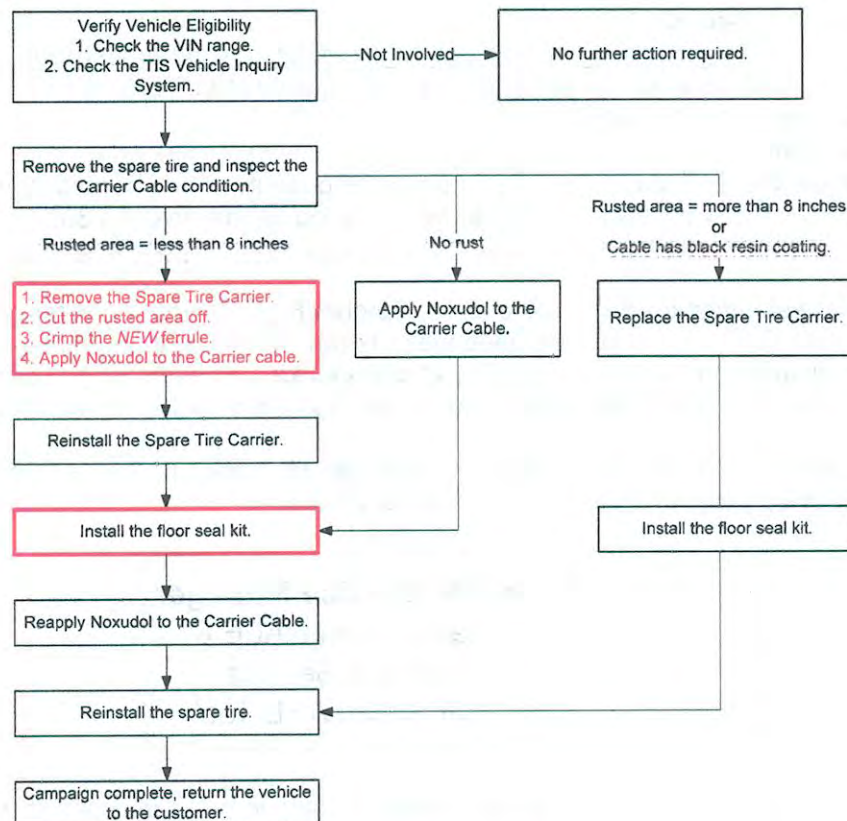 Verify Vehicle Eligibility
1. Check the VIN range.
2. Check the TIS Vehicle Inquiry
System.
Not Involved
No further action required.
Remove the spare tire and inspect the
Carrier Cable condition.
Rusted area = less than 8 inches
No rust
Rusted area = more than 8 inches
or
Cable has black resin coating.
1. Remove the Spare Tire Carrier.
2. Cut the rusted area off.
3. Crimp the NEW ferrule.
4. Apply Noxudol to the Carrier cable.
Apply Noxudol to the
Carrier Cable.
Replace the Spare Tire Carrier.
Reinstall the Spare Tire Carrier.
Install the floor seal kit.
Install the floor seal kit.
Reapply Noxudol to the Carrier Cable.
Reinstall the spare tire.
Campaign complete, return the vehicle
to the customer.